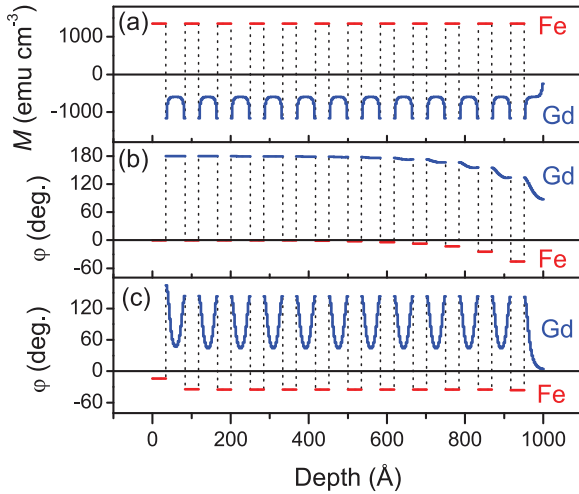 (a)
Fe
1000
0
-1000
Gd
M (emu cm⁻³)
(b)
180
120
60
0
-60
Gd
Fe
φ (deg.)
(c)
120
60
0
-60
Gd
Fe
φ (deg.)
0 200 400 600 800 1000
Depth (Å)